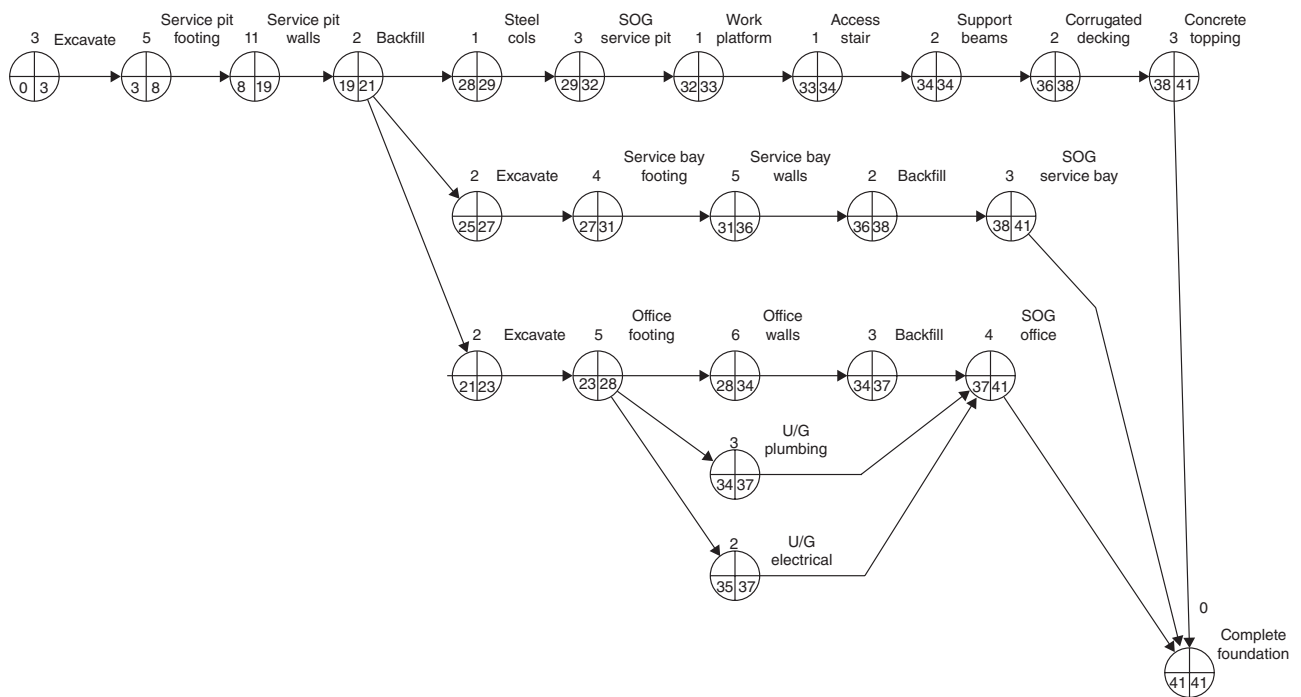 3 Excavate
5 Service pit footing
11 Service pit walls
2 Backfill
1 Steel cols
3 SOG service pit
1 Work platform
1 Access stair
2 Support beams
2 Corrugated decking
3 Concrete topping
0 3
3 8
8 19
19 21
28 29
29 32
32 33
33 34
34 34
36 38
38 41
2 Excavate
4 Service bay footing
5 Service bay walls
2 Backfill
3 SOG service bay
25 27
27 31
31 36
36 38
38 41
2 Excavate
5 Office footing
6 Office walls
3 Backfill
4 SOG office
21 23
23 28
28 34
34 37
37 41
3 U/G plumbing
34 37
2 U/G electrical
35 37
0
Complete foundation
41 41